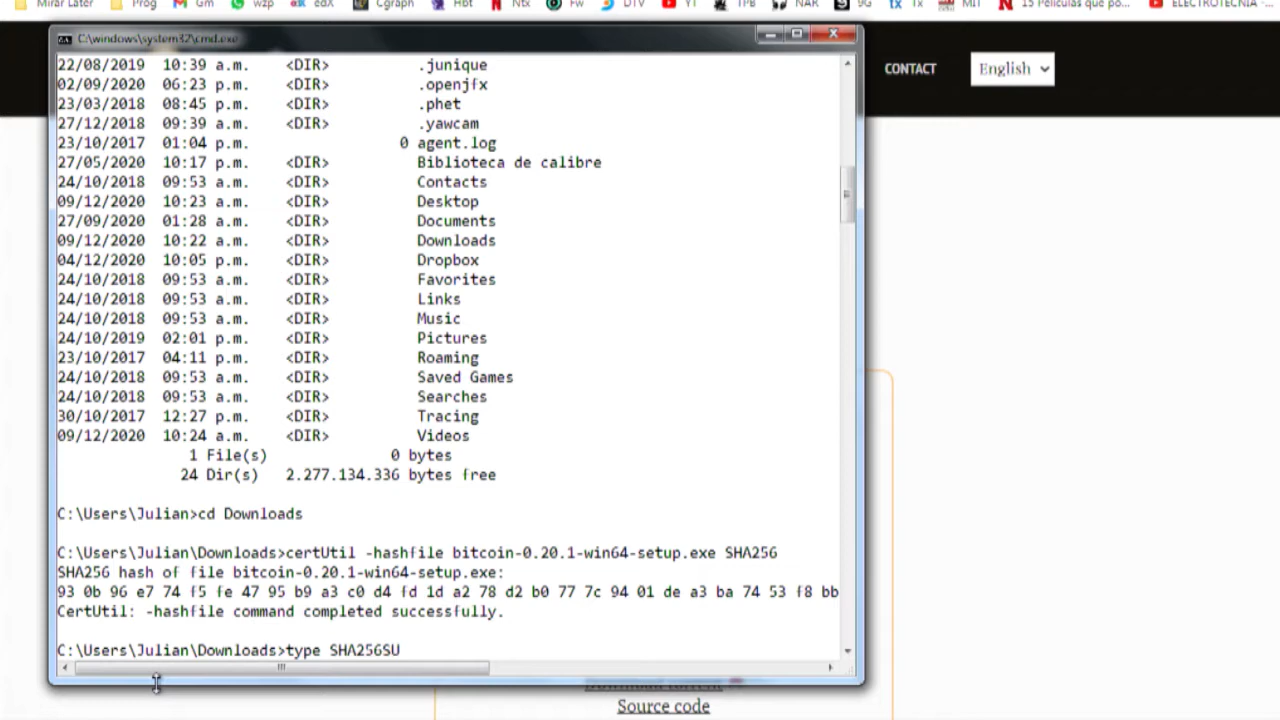 Mirar Later Prog Gm wzp edX Cgraph Hbt Ntx Fw DTV YT TPB NAR 9G Tx MIT 15 Películas que po... ELECTROTECNIA -...
C:\windows\system32\cmd.exe
CONTACT English
22/08/2019 10:39 a.m. <DIR> .junique
02/09/2020 06:23 p.m. <DIR> .openjfx
23/03/2018 08:45 p.m. <DIR> .phet
27/12/2018 09:39 a.m. <DIR> .yawcam
23/10/2017 01:04 p.m. 0 agent.log
27/05/2020 10:17 p.m. <DIR> Biblioteca de calibre
24/10/2018 09:53 a.m. <DIR> Contacts
09/12/2020 10:23 a.m. <DIR> Desktop
27/09/2020 01:28 a.m. <DIR> Documents
09/12/2020 10:22 a.m. <DIR> Downloads
04/12/2020 10:05 p.m. <DIR> Dropbox
24/10/2018 09:53 a.m. <DIR> Favorites
24/10/2018 09:53 a.m. <DIR> Links
24/10/2018 09:53 a.m. <DIR> Music
24/10/2019 02:01 p.m. <DIR> Pictures
23/10/2017 04:11 p.m. <DIR> Roaming
24/10/2018 09:53 a.m. <DIR> Saved Games
24/10/2018 09:53 a.m. <DIR> Searches
30/10/2017 12:27 p.m. <DIR> Tracing
09/12/2020 10:24 a.m. <DIR> Videos
1 File(s) 0 bytes
24 Dir(s) 2.277.134.336 bytes free
C:\Users\Julian>cd Downloads
C:\Users\Julian\Downloads>certUtil -hashfile bitcoin-0.20.1-win64-setup.exe SHA256
SHA256 hash of file bitcoin-0.20.1-win64-setup.exe:
93 0b 96 e7 74 f5 fe 47 95 b9 a3 c0 d4 fd 1d a2 78 d2 b0 77 7c 94 01 de a3 ba 74 53 f8 bb
CertUtil: -hashfile command completed successfully.
C:\Users\Julian\Downloads>type SHA256SU
Source code